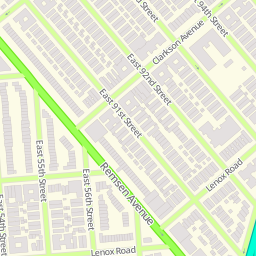 Clarkson Avenue
East 94th Street
East 92nd Street
Street
East 91st Street
Remsen Avenue
East 55th Street
East 56th Street
East 54th Street
Lenox Road
Lenox Road